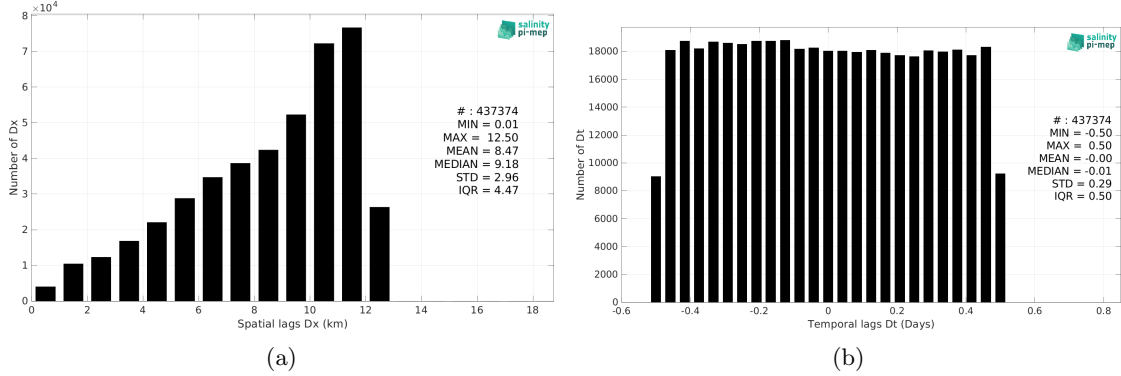 ×10⁴
8
7
6
5
4
3
2
1
0
Number of Dx
salinity
pi-mep
# : 437374
MIN = 0.01
MAX = 12.50
MEAN = 8.47
MEDIAN = 9.18
STD = 2.96
IQR = 4.47
0 2 4 6 8 10 12 14 16 18
Spatial lags Dx (km)
(a)
18000
16000
14000
12000
10000
8000
6000
4000
2000
0
Number of Dt
salinity
pi-mep
# : 437374
MIN = -0.50
MAX = 0.50
MEAN = -0.00
MEDIAN = -0.01
STD = 0.29
IQR = 0.50
-0.6 -0.4 -0.2 0 0.2 0.4 0.6 0.8
Temporal lags Dt (Days)
(b)